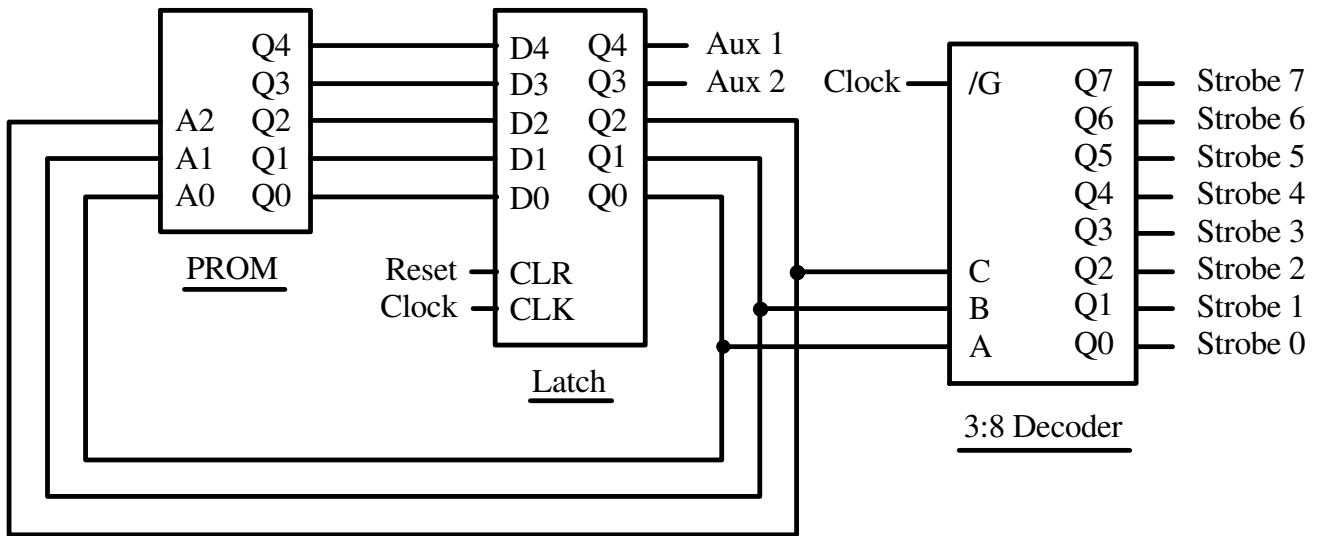 Q4 D4 Q4 Aux 1
Q3 D3 Q3 Aux 2 Clock /G Q7 Strobe 7
A2 Q2 D2 Q2 Q6 Strobe 6
A1 Q1 D1 Q1 Q5 Strobe 5
A0 Q0 D0 Q0 Q4 Strobe 4
Q3 Strobe 3
PROM Reset CLR C Q2 Strobe 2
Clock CLK B Q1 Strobe 1
A Q0 Strobe 0
Latch
3:8 Decoder